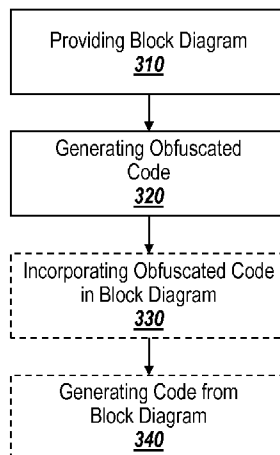 Providing Block Diagram
310
Generating Obfuscated
Code
320
Incorporating Obfuscated Code
in Block Diagram
330
Generating Code from
Block Diagram
340